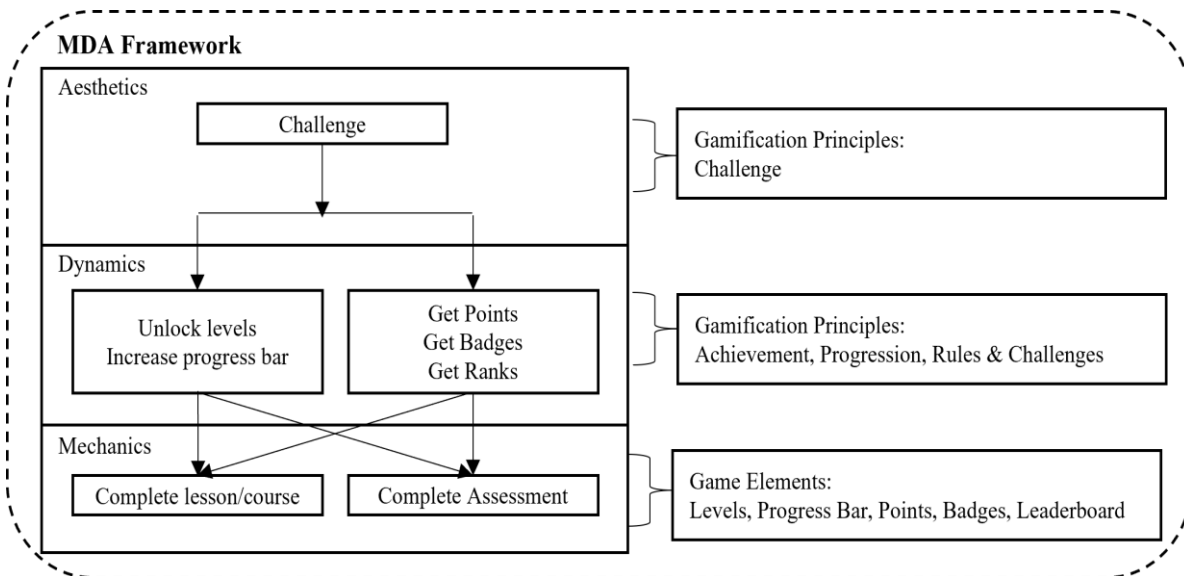 MDA Framework
Aesthetics
Challenge
Gamification Principles:
Challenge
Dynamics
Unlock levels
Increase progress bar
Get Points
Get Badges
Get Ranks
Gamification Principles:
Achievement, Progression, Rules & Challenges
Mechanics
Complete lesson/course
Complete Assessment
Game Elements:
Levels, Progress Bar, Points, Badges, Leaderboard